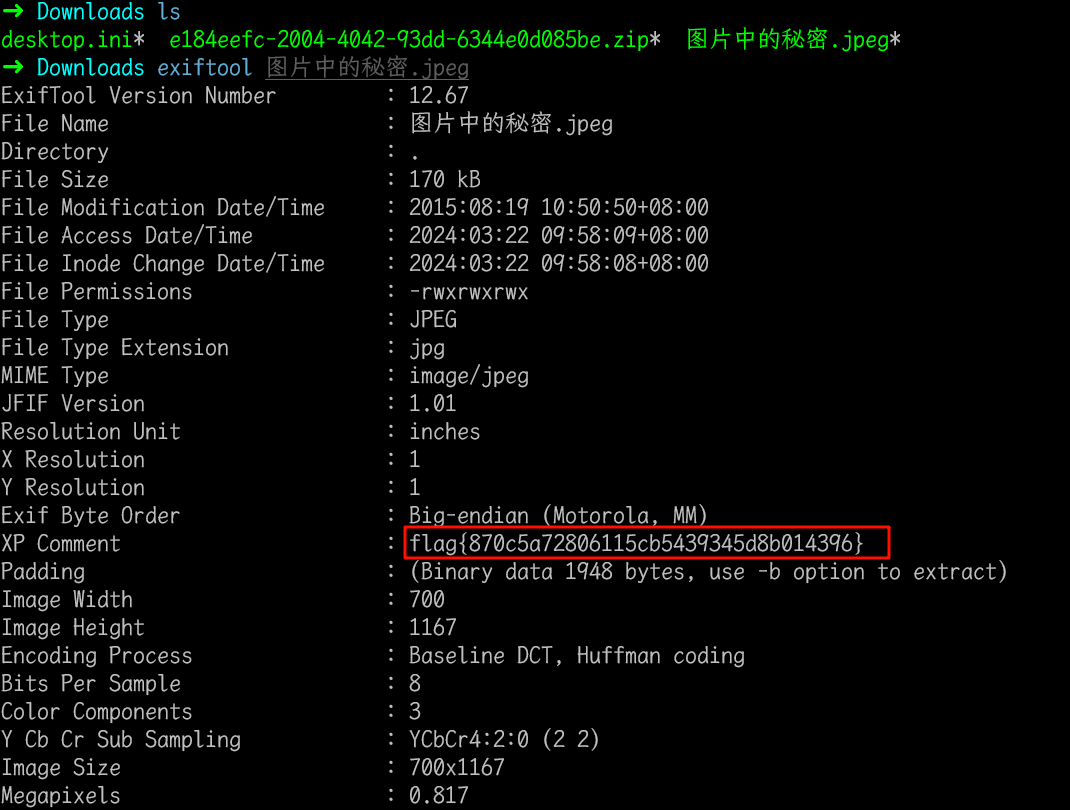 → Downloads ls
desktop.ini* e184eefc-2004-4042-93dd-6344e0d085be.zip* 图片中的秘密.jpeg*
→ Downloads exiftool 图片中的秘密.jpeg
ExifTool Version Number : 12.67
File Name : 图片中的秘密.jpeg
Directory : .
File Size : 170 kB
File Modification Date/Time : 2015:08:19 10:50:50+08:00
File Access Date/Time : 2024:03:22 09:58:09+08:00
File Inode Change Date/Time : 2024:03:22 09:58:08+08:00
File Permissions : -rwxrwxrwx
File Type : JPEG
File Type Extension : jpg
MIME Type : image/jpeg
JFIF Version : 1.01
Resolution Unit : inches
X Resolution : 1
Y Resolution : 1
Exif Byte Order : Big-endian (Motorola, MM)
XP Comment : flag{870c5a72806115cb5439345d8b014396}
Padding : (Binary data 1948 bytes, use -b option to extract)
Image Width : 700
Image Height : 1167
Encoding Process : Baseline DCT, Huffman coding
Bits Per Sample : 8
Color Components : 3
Y Cb Cr Sub Sampling : YCbCr4:2:0 (2 2)
Image Size : 700x1167
Megapixels : 0.817